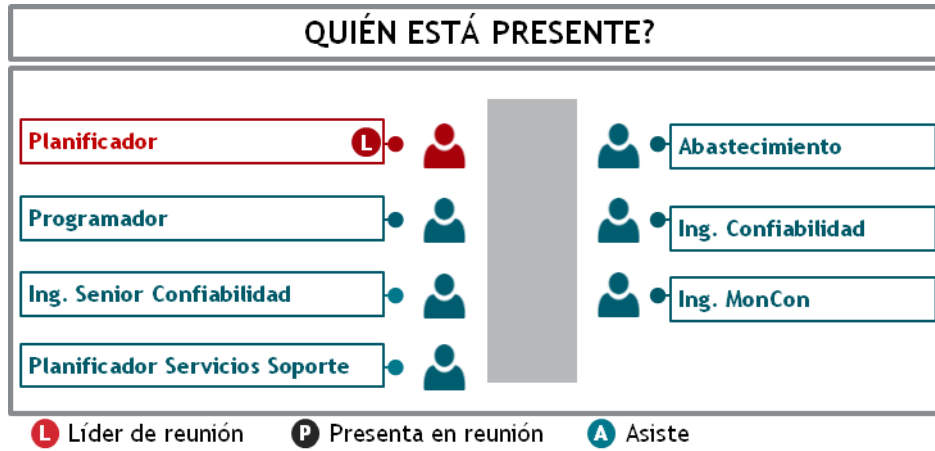 QUIÉN ESTÁ PRESENTE?
Planificador L
Abastecimiento
Programador
Ing. Confiabilidad
Ing. Senior Confiabilidad
Ing. MonCon
Planificador Servicios Soporte
L Líder de reunión P Presenta en reunión A Asiste